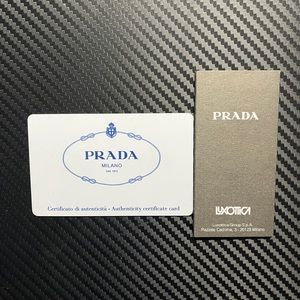 PRADA
MILANO
DAL 1913
Certificato di autenticità - Authenticity certificate card
PRADA
LUXOTTICA
Luxottica Group S.p.A.
Piazzale Cadorna, 3 - 20123 Milano